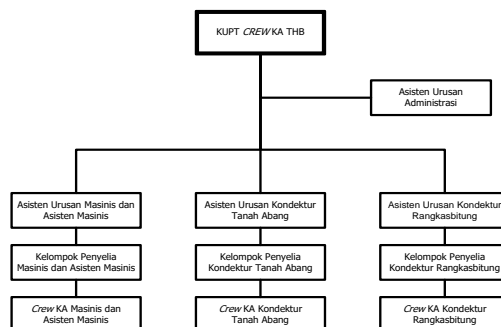 KUPT CREW KA THB
Asisten Urusan
Administrasi
Asisten Urusan Masinis dan
Asisten Masinis
Asisten Urusan Kondektur
Tanah Abang
Asisten Urusan Kondektur
Rangkasbitung
Kelompok Penyelia
Masinis dan Asisten Masinis
Kelompok Penyelia
Kondektur Tanah Abang
Kelompok Penyelia
Kondektur Rangkasbitung
Crew KA Masinis dan
Asisten Masinis
Crew KA Kondektur
Tanah Abang
Crew KA Kondektur
Rangkasbitung